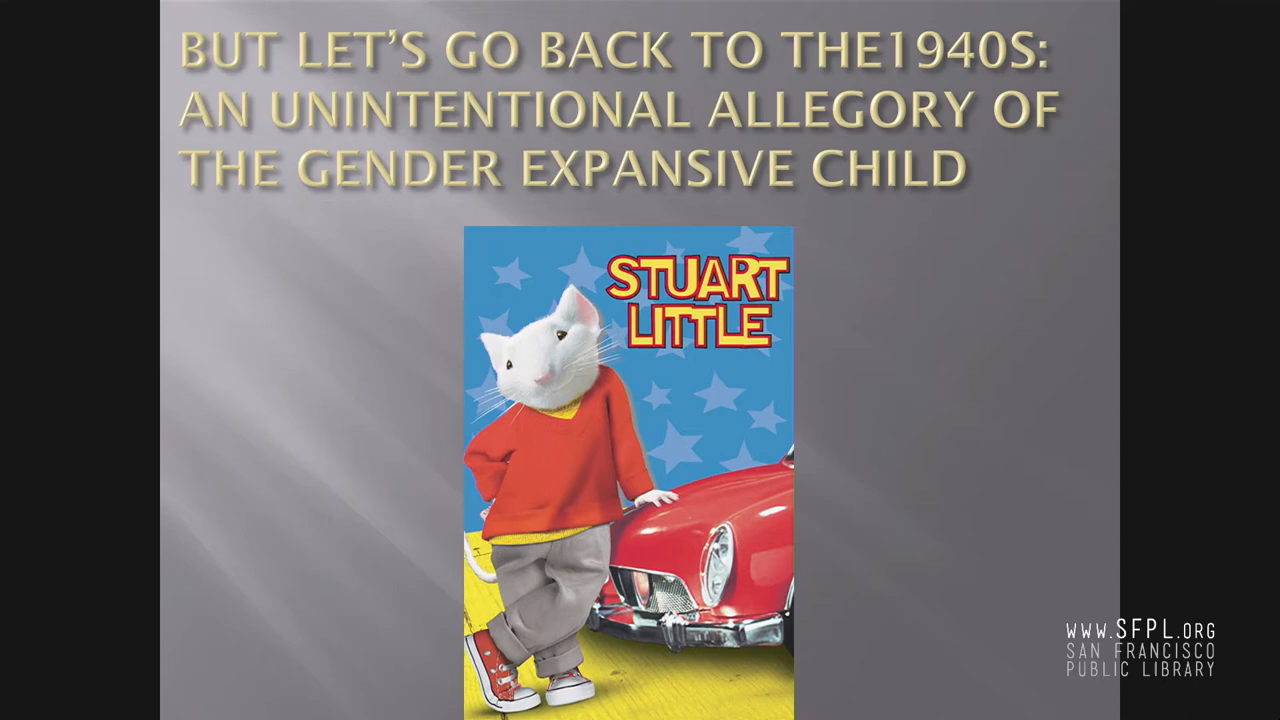 BUT LET'S GO BACK TO THE1940S:
AN UNINTENTIONAL ALLEGORY OF
THE GENDER EXPANSIVE CHILD
STUART
LITTLE
WWW.SFPL.ORG
SAN FRANCISCO
PUBLIC LIBRARY